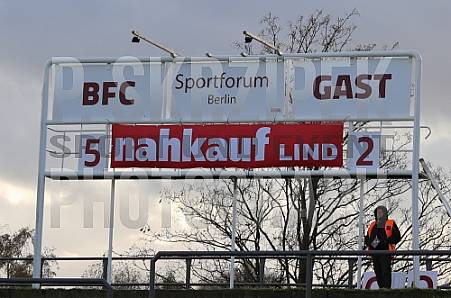 BFC Sportforum GAST
Berlin
5 nahkauf LIND 2